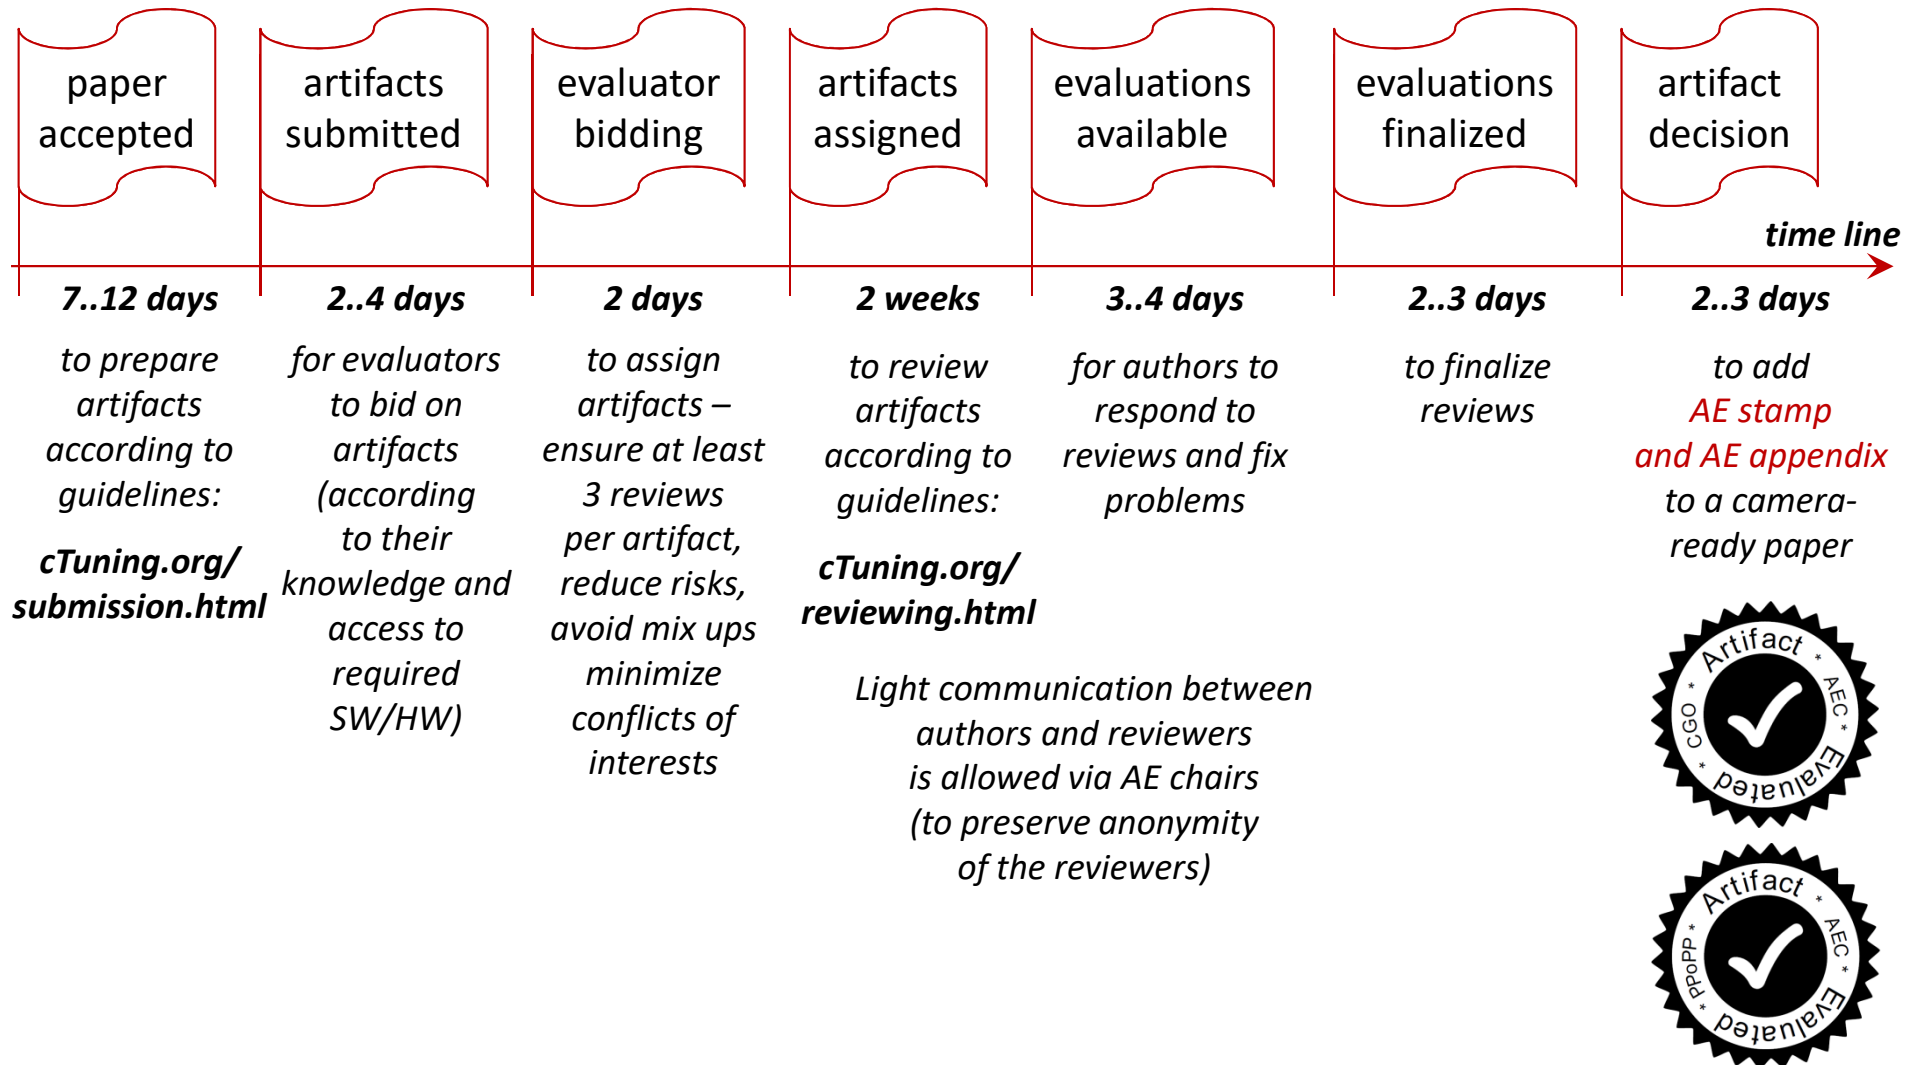 paper
accepted
artifacts
submitted
evaluator
bidding
artifacts
assigned
evaluations
available
evaluations
finalized
artifact
decision
time line
7..12 days
to prepare
artifacts
according to
guidelines:
cTuning.org/
submission.html
2..4 days
for evaluators
to bid on
artifacts
(according
to their
knowledge and
access to
required
SW/HW)
2 days
to assign
artifacts –
ensure at least
3 reviews
per artifact,
reduce risks,
avoid mix ups
minimize
conflicts of
interests
2 weeks
to review
artifacts
according to
guidelines:
cTuning.org/
reviewing.html
3..4 days
for authors to
respond to
reviews and fix
problems
Light communication between
authors and reviewers
is allowed via AE chairs
(to preserve anonymity
of the reviewers)
2..3 days
to finalize
reviews
2..3 days
to add
AE stamp
and AE appendix
to a camera-
ready paper
Artifact * AEC * Evaluated * CGO *
Artifact * AEC * Evaluated * PPoPP *